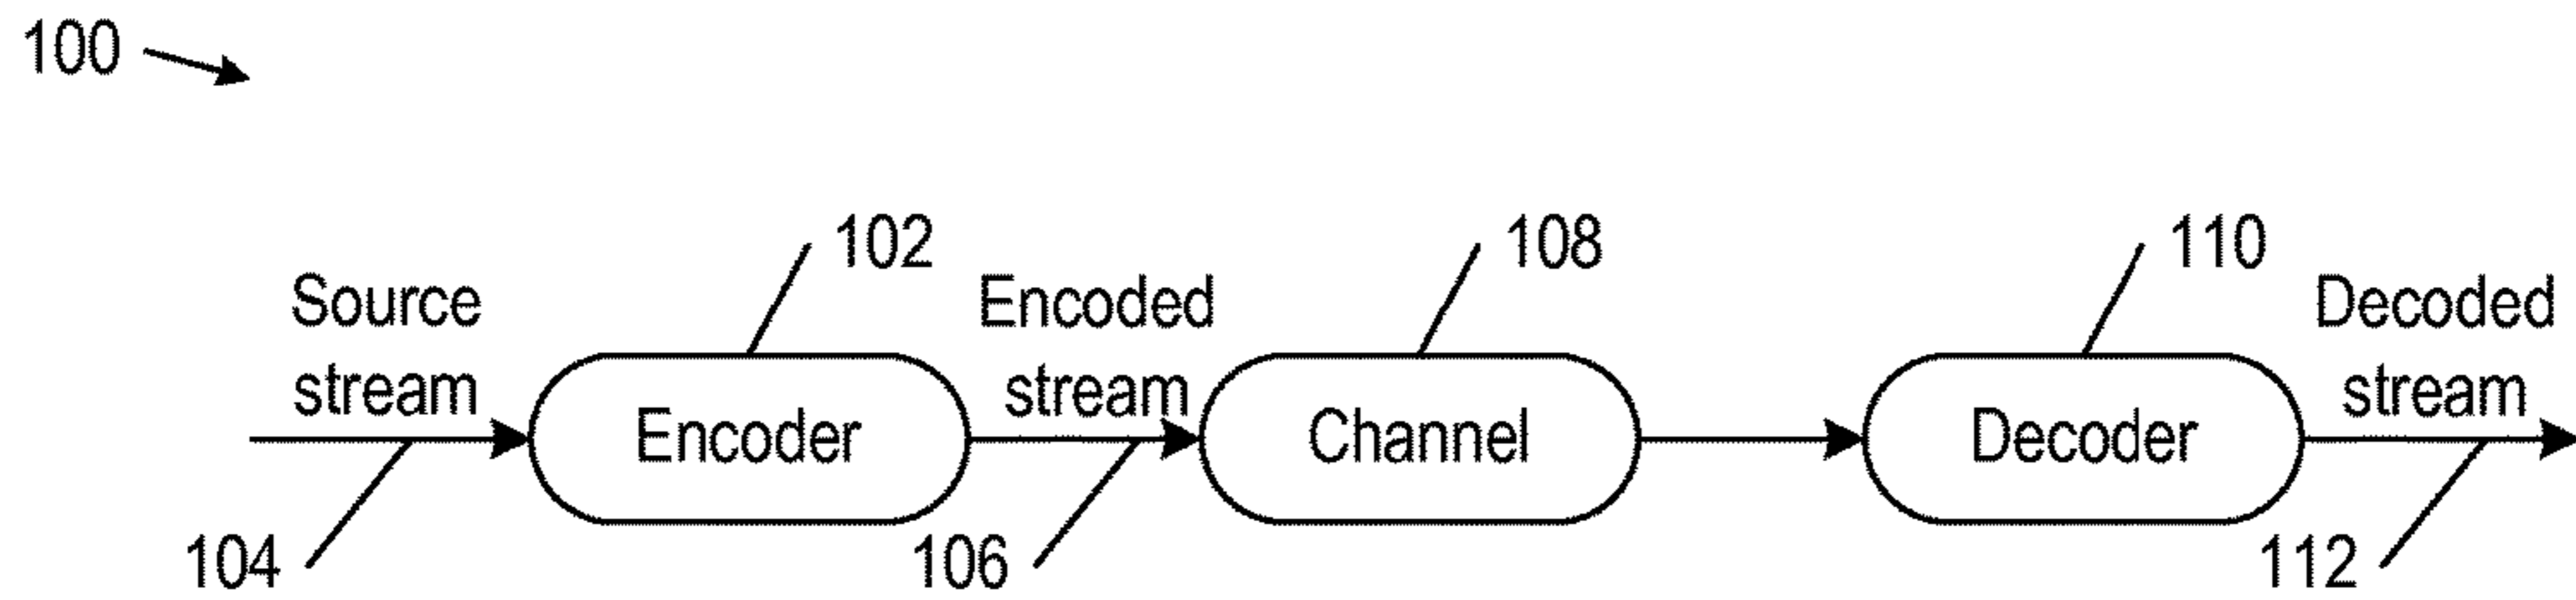 100
102
108
110
Source
stream
Encoded
stream
Decoded
stream
Encoder
Channel
Decoder
104
106
112